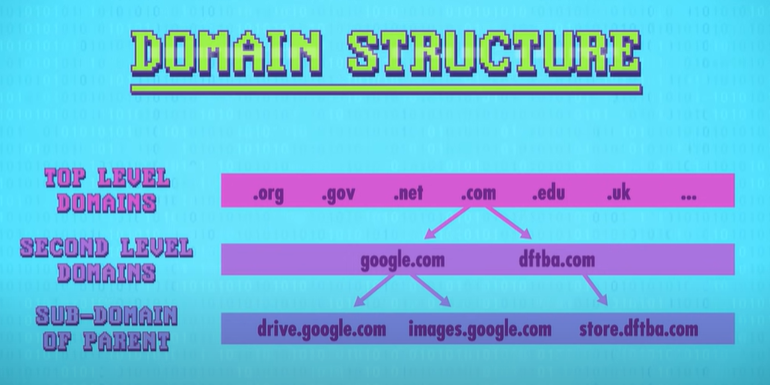 DOMAIN STRUCTURE
TOP LEVEL
DOMAINS
.org .gov .net .com .edu .uk ...
SECOND LEVEL
DOMAINS
google.com dftba.com
SUB-DOMAIN
OF PARENT
drive.google.com images.google.com store.dftba.com